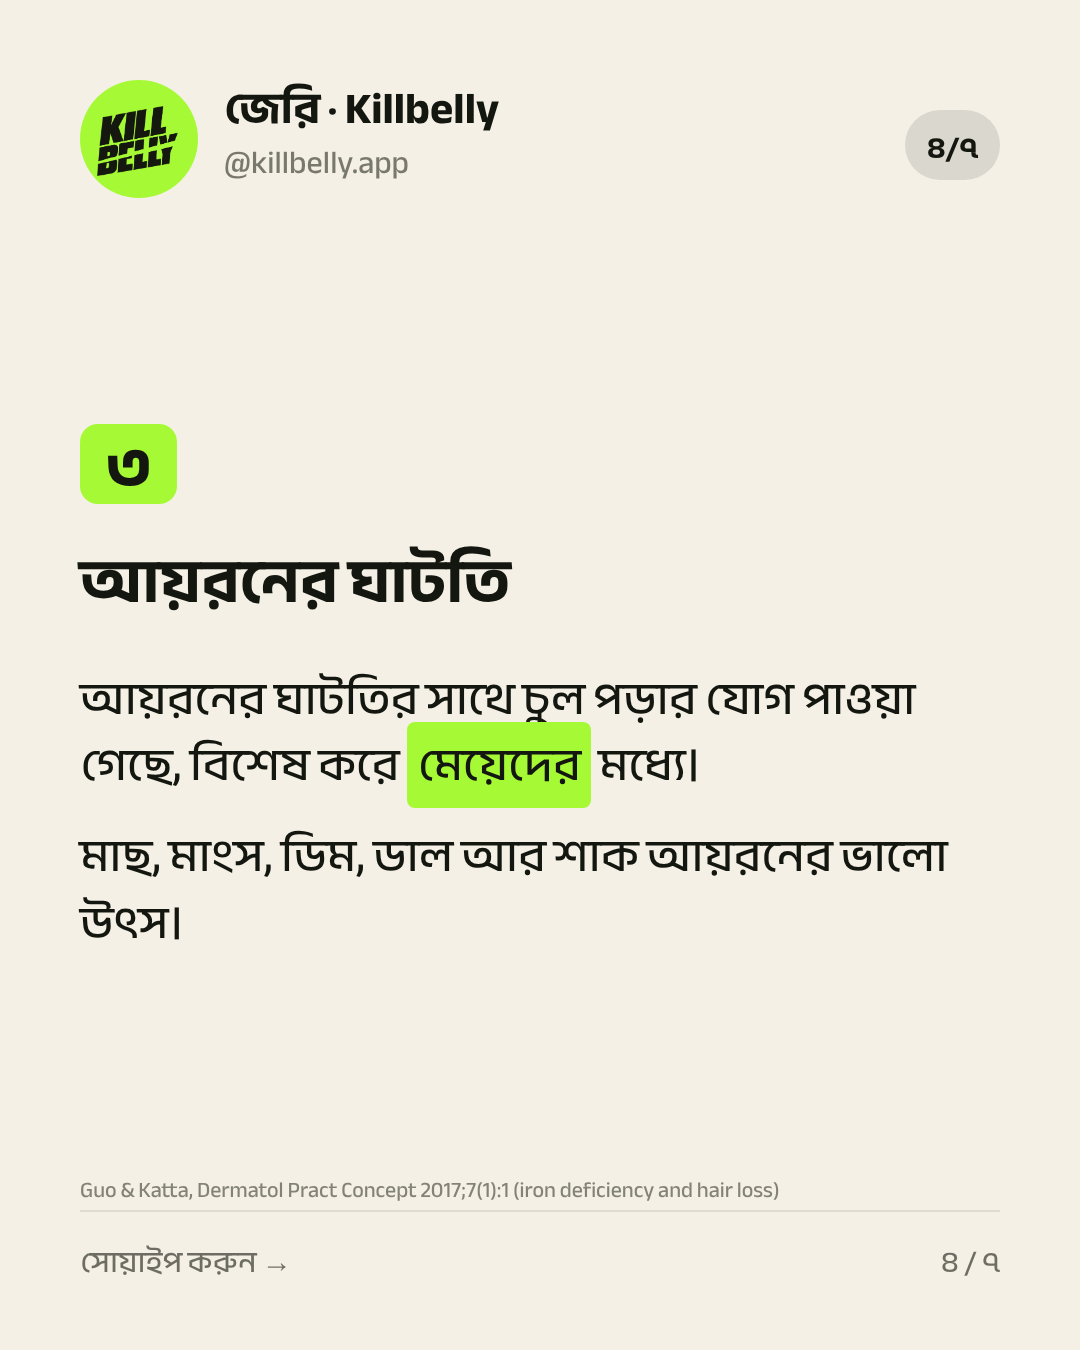 KILL
BELLY
জেরি · Killbelly
@killbelly.app
৪/৭
৩
আয়রনের ঘাটতি
আয়রনের ঘাটতির সাথে চুল পড়ার যোগ পাওয়া
গেছে, বিশেষ করে মেয়েদের মধ্যে।
মাছ, মাংস, ডিম, ডাল আর শাক আয়রনের ভালো
উৎস।
Guo & Katta, Dermatol Pract Concept 2017;7(1):1 (iron deficiency and hair loss)
সোয়াইপ করুন →
৪ / ৭